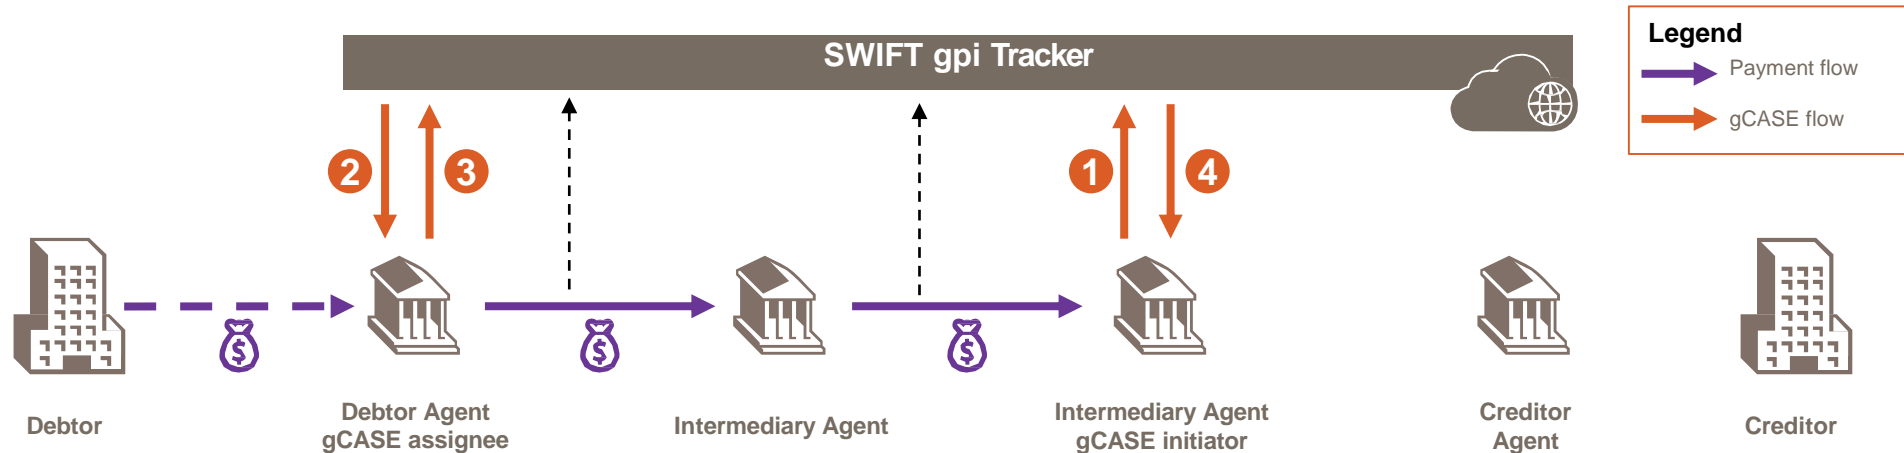 SWIFT gpi Tracker
Legend
Payment flow
gCASE flow
2
3
1
4
$
$
$
Debtor
Debtor Agent
gCASE assignee
Intermediary Agent
Intermediary Agent
gCASE initiator
Creditor
Agent
Creditor